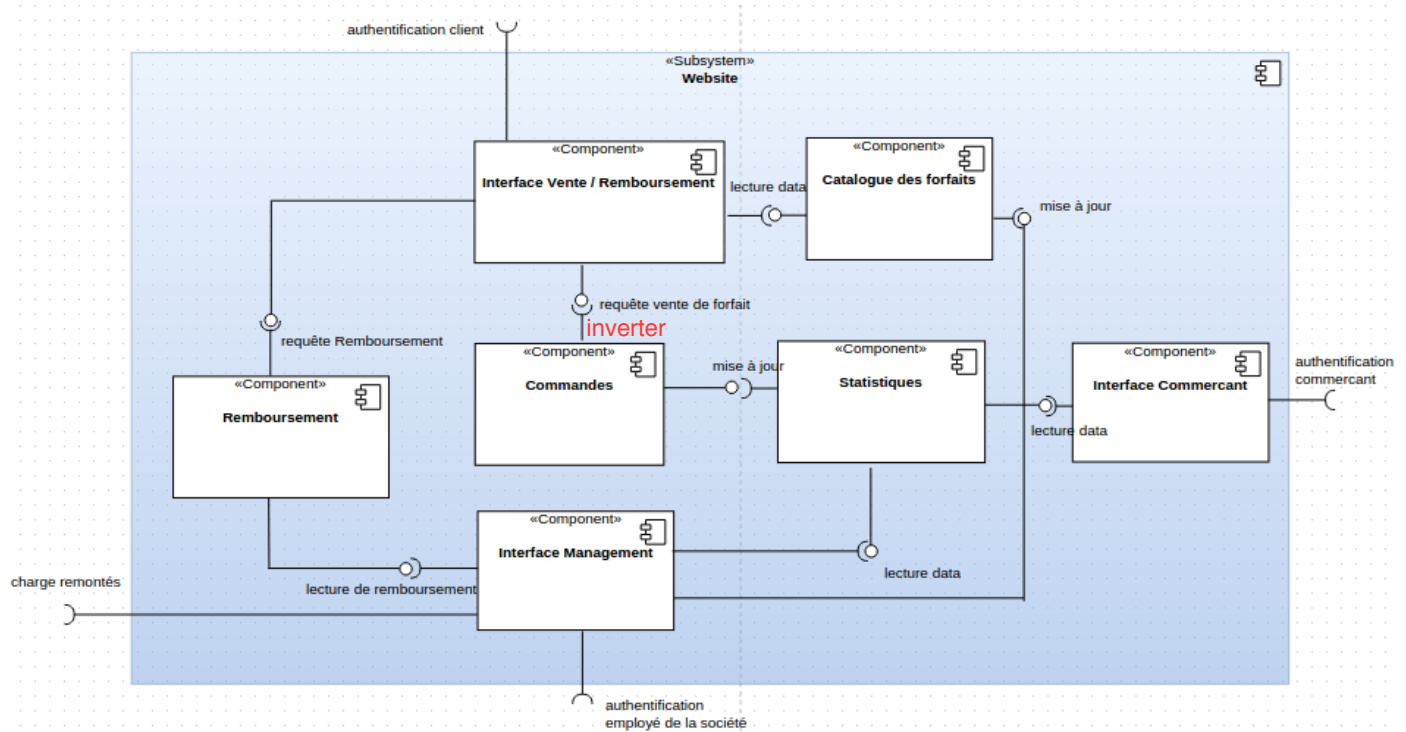 authentification client
«Subsystem»
Website
«Component»
Interface Vente / Remboursement
lecture data
«Component»
Catalogue des forfaits
mise à jour
requête vente de forfait
inverter
requête Remboursement
«Component»
Remboursement
«Component»
Commandes
mise à jour
«Component»
Statistiques
«Component»
Interface Commercant
authentification
commercant
lecture data
«Component»
Interface Management
lecture data
lecture de remboursement
charge remontés
authentification
employé de la société